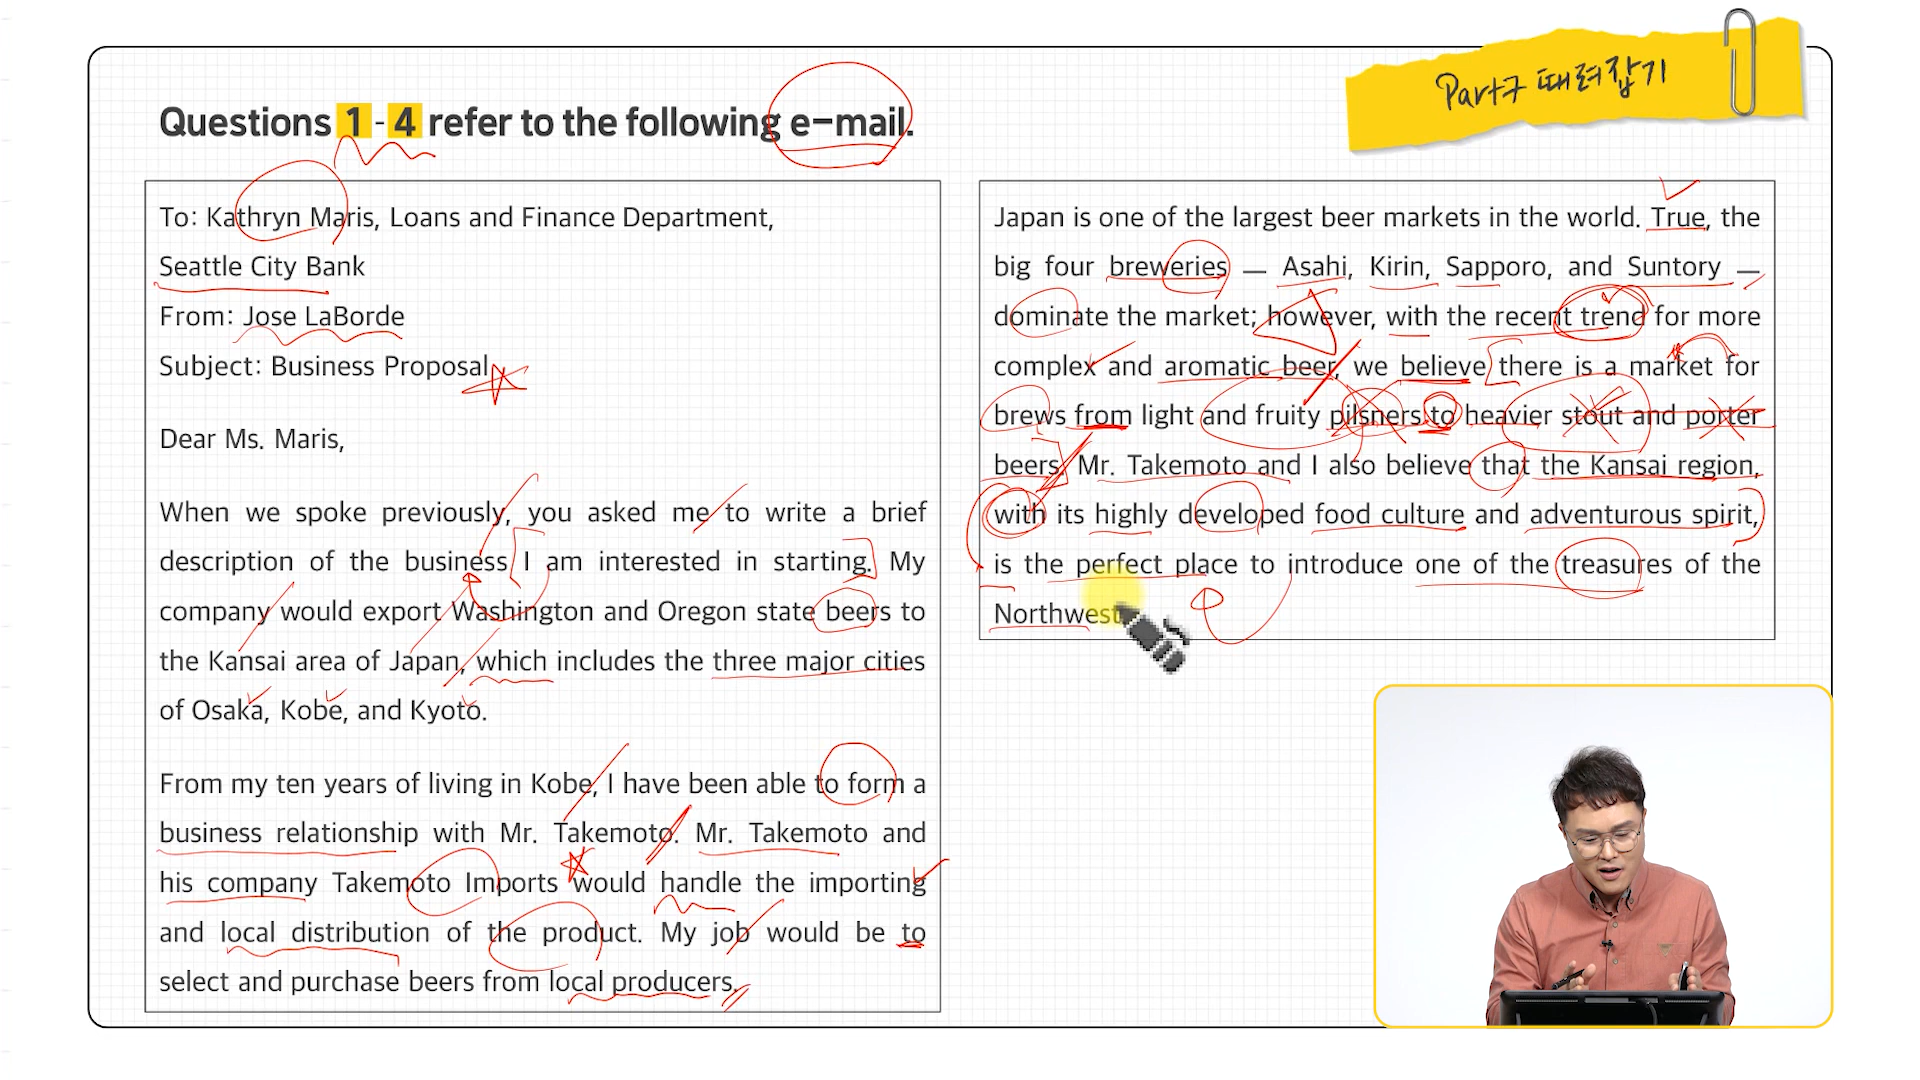 Part7 때려잡기
Questions 1 - 4 refer to the following e-mail.
To: Kathryn Maris, Loans and Finance Department,
Seattle City Bank
From: Jose LaBorde
Subject: Business Proposal
Dear Ms. Maris,
When we spoke previously, you asked me to write a brief
description of the business I am interested in starting. My
company would export Washington and Oregon state beers to
the Kansai area of Japan, which includes the three major cities
of Osaka, Kobe, and Kyoto.
From my ten years of living in Kobe, I have been able to form a
business relationship with Mr. Takemoto. Mr. Takemoto and
his company Takemoto Imports would handle the importing
and local distribution of the product. My job would be to
select and purchase beers from local producers.
Japan is one of the largest beer markets in the world. True, the
big four breweries — Asahi, Kirin, Sapporo, and Suntory —
dominate the market; however, with the recent trend for more
complex and aromatic beer, we believe there is a market for
brews from light and fruity pilsners to heavier stout and porter
beers. Mr. Takemoto and I also believe that the Kansai region,
with its highly developed food culture and adventurous spirit,
is the perfect place to introduce one of the treasures of the
Northwest.